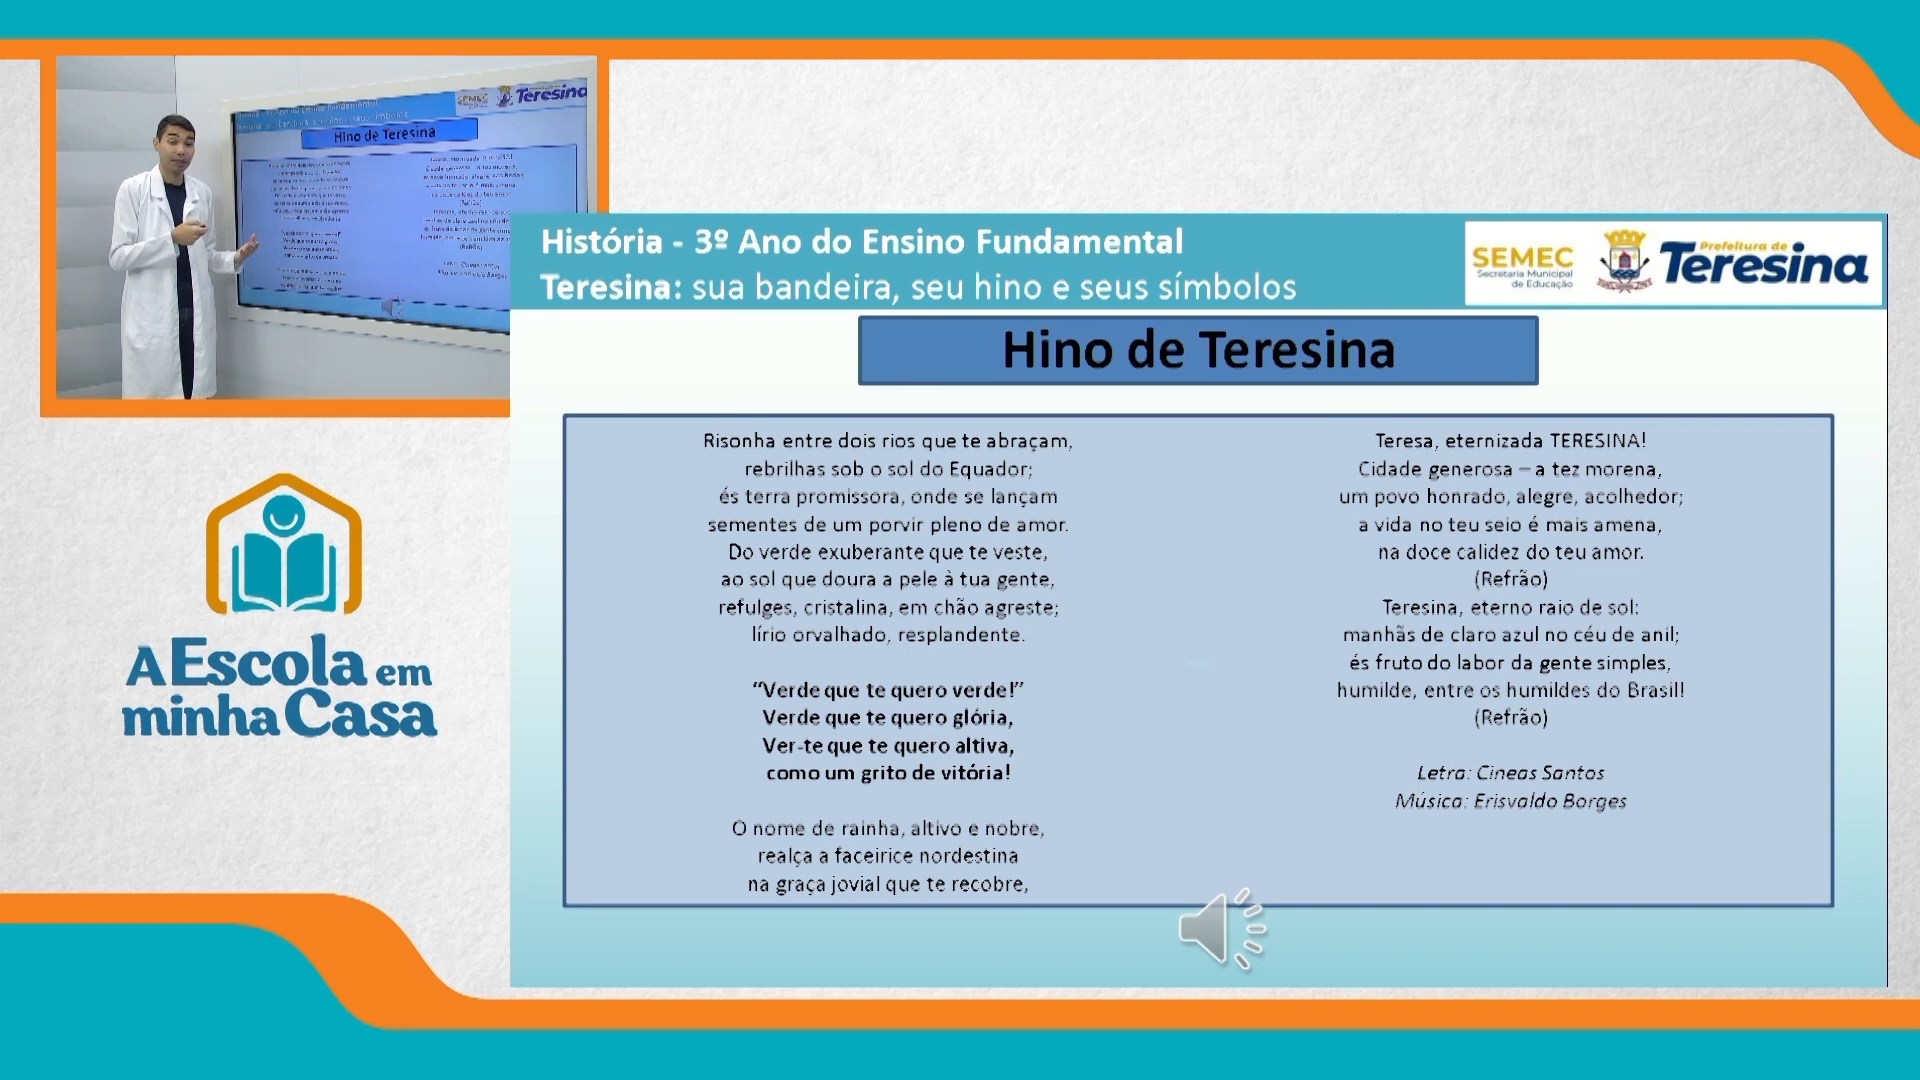 Hino de Teresina
Teresina
História - 3º Ano do Ensino Fundamental
Teresina: sua bandeira, seu hino e seus símbolos
SEMEC
Secretaria Municipal
de Educação
Prefeitura de
Teresina
Hino de Teresina
Risonha entre dois rios que te abraçam,
rebrilhas sob o sol do Equador;
és terra promissora, onde se lançam
sementes de um porvir pleno de amor.
Do verde exuberante que te veste,
ao sol que doura a pele à tua gente,
refulges, cristalina, em chão agreste;
lírio orvalhado, resplandente.
“Verde que te quero verde!”
Verde que te quero glória,
Ver-te que te quero altiva,
como um grito de vitória!
O nome de rainha, altivo e nobre,
realça a faceirice nordestina
na graça jovial que te recobre,
Teresa, eternizada TERESINA!
Cidade generosa – a tez morena,
um povo honrado, alegre, acolhedor;
a vida no teu seio é mais amena,
na doce calidez do teu amor.
(Refrão)
Teresina, eterno raio de sol:
manhãs de claro azul no céu de anil;
és fruto do labor da gente simples,
humilde, entre os humildes do Brasil!
(Refrão)
Letra: Cineas Santos
Música: Erisvaldo Borges
A Escola em
minha Casa